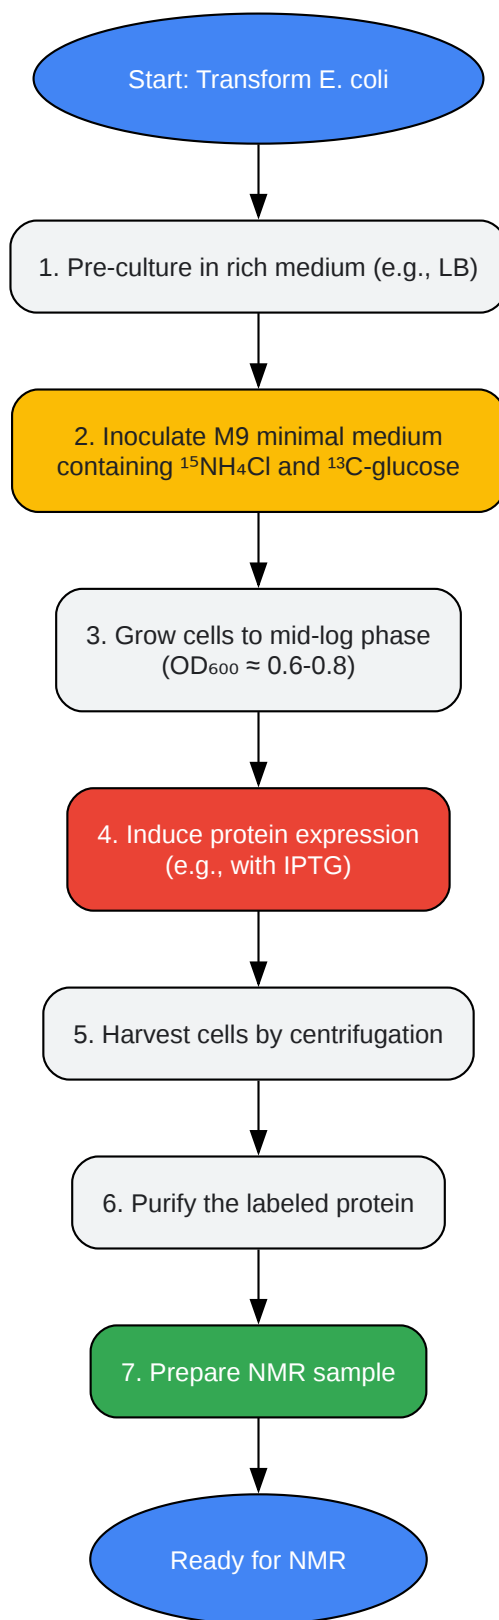 Start: Transform E. coli
1. Pre-culture in rich medium (e.g., LB)
2. Inoculate M9 minimal medium
containing ¹⁵NH₄Cl and ¹³C-glucose
3. Grow cells to mid-log phase
(OD₆₀₀ ≈ 0.6-0.8)
4. Induce protein expression
(e.g., with IPTG)
5. Harvest cells by centrifugation
6. Purify the labeled protein
7. Prepare NMR sample
Ready for NMR